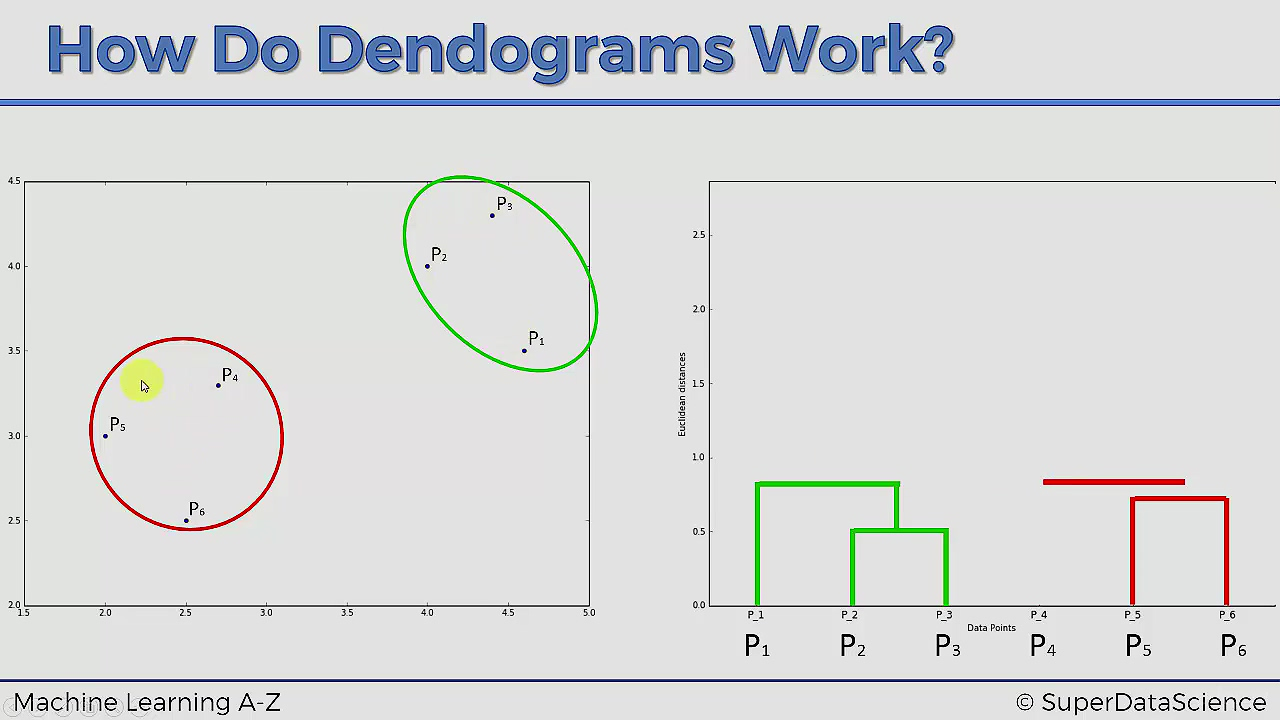 How Do Dendograms Work?
4.5
4.0
3.5
3.0
2.5
2.0
1.5 2.0 2.5 3.0 3.5 4.0 4.5 5.0
P₃
P₂
P₁
P₄
P₅
P₆
2.5
2.0
1.5
1.0
0.5
0.0
Euclidean distances
P_1 P_2 P_3 P_4 P_5 P_6
Data Points
P₁ P₂ P₃ P₄ P₅ P₆
Machine Learning A-Z
© SuperDataScience